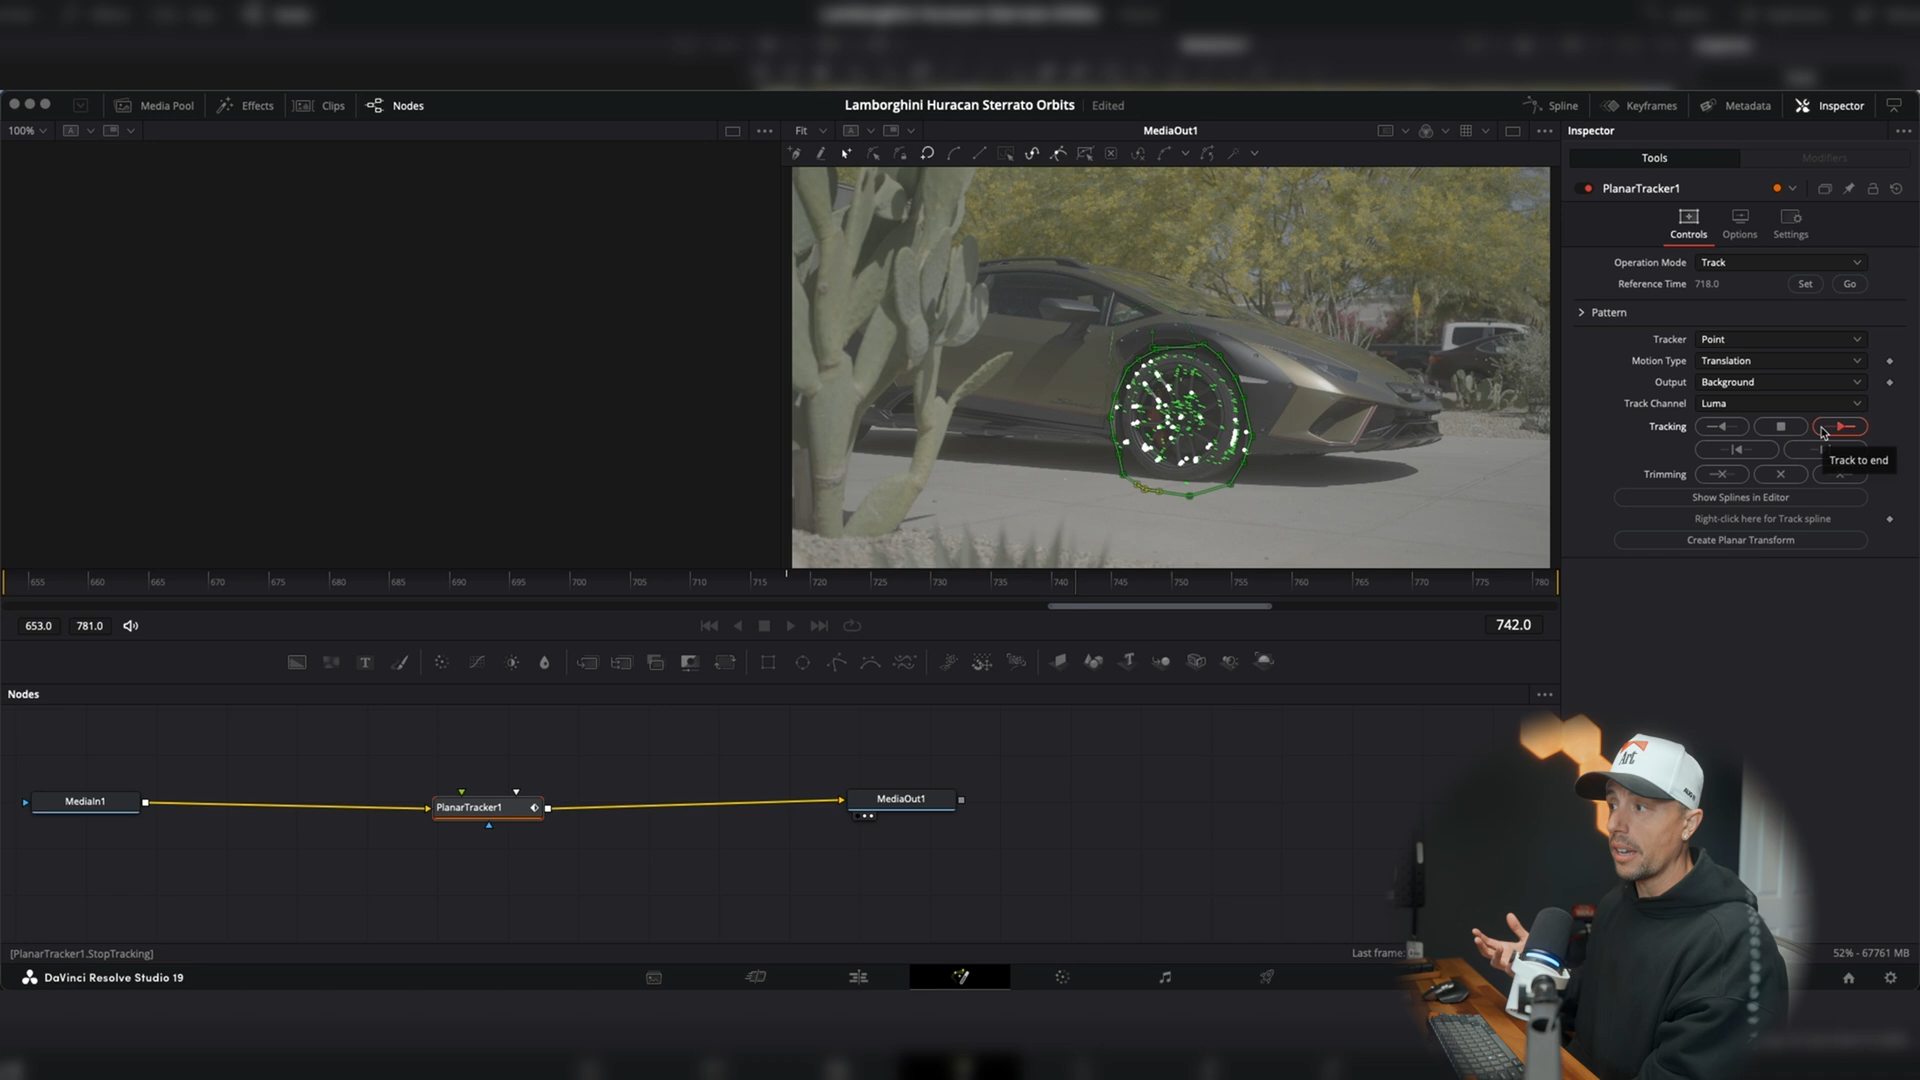 Media Pool
Effects
Clips
Nodes
Lamborghini Huracan Sterrato Orbits
Edited
Spline
Keyframes
Metadata
Inspector
100%
Fit
MediaOut1
Inspector
Tools
Modifiers
PlanarTracker1
Controls
Options
Settings
Operation Mode Track
Reference Time 718.0 Set Go
Pattern
Tracker Point
Motion Type Translation
Output Background
Track Channel Luma
Tracking
Track to end
Trimming
Show Splines in Editor
Right-click here for Track spline
Create Planar Transform
655 660 665 670 675 680 685 690 695 700 705 710 715 720 725 730 735 740 745 750 755 760 765 770 775 780
653.0 781.0 742.0
Nodes
MediaIn1
PlanarTracker1
MediaOut1
Art
[PlanarTracker1.StopTracking]
Last frame:
52% - 67761 MB
DaVinci Resolve Studio 19